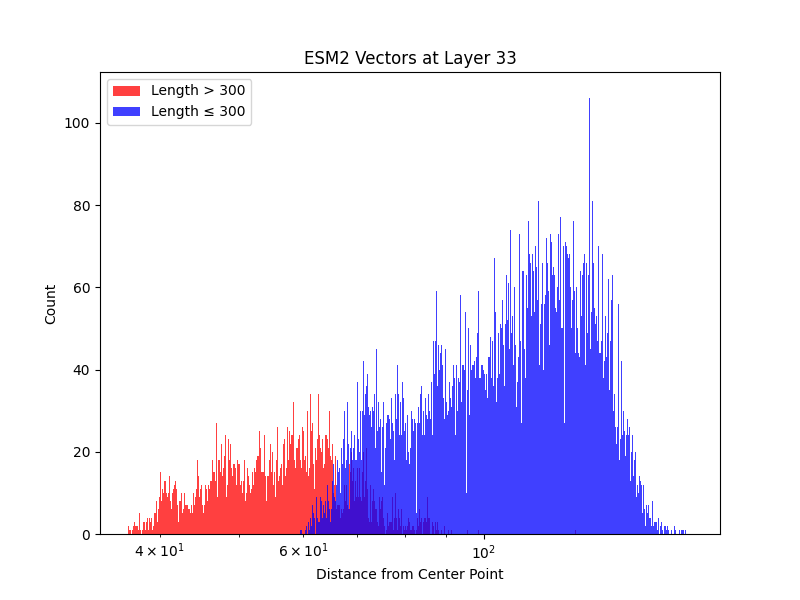 ESM2 Vectors at Layer 33
Length > 300
Length ≤ 300
100
80
60
40
20
0
Count
4 × 10¹
6 × 10¹
10²
Distance from Center Point